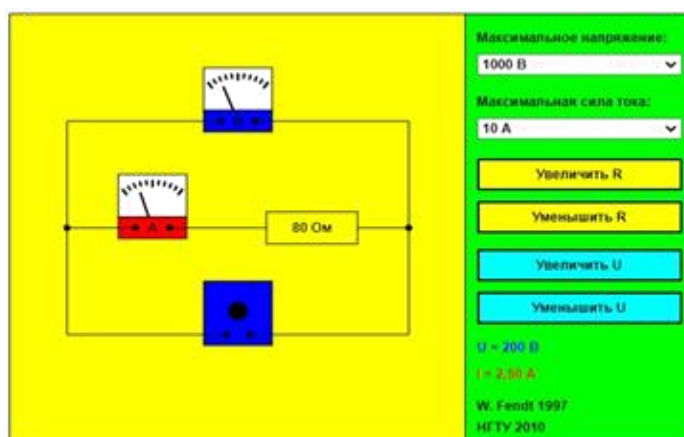 V
A
80 Ом
Максимальное напряжение:
1000 В
Максимальная сила тока:
10 А
Увеличить R
Уменьшить R
Увеличить U
Уменьшить U
U = 200 В
I = 2,50 А
W. Fendt 1997
НГТУ 2010